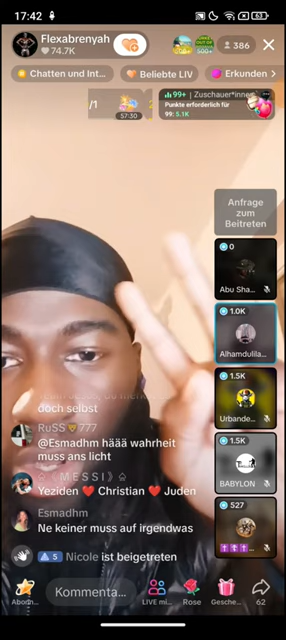 17:42
63
Flexabrenyah
74.7K
500+
386
Chatten und Int...
Beliebte LIV
Erkunden
/1
57:30
99+ | Zuschauer*innen
Punkte erforderlich für
99: 5.1K
Anfrage
zum
Beitreten
0
Abu Sha...
1.0K
Alhamdulila...
1.5K
Urbande...
1.5K
BABYLON
527
doch selbst
RuSS 777
@Esmadhm häää wahrheit
muss ans licht
M E S S I
Yeziden ❤️ Christian ❤️ Juden
Esmadhm
Ne keiner muss auf irgendwas
5 Nicole ist beigetreten
Abonn...
Kommenta...
LIVE mi...
Rose
Gesche...
62